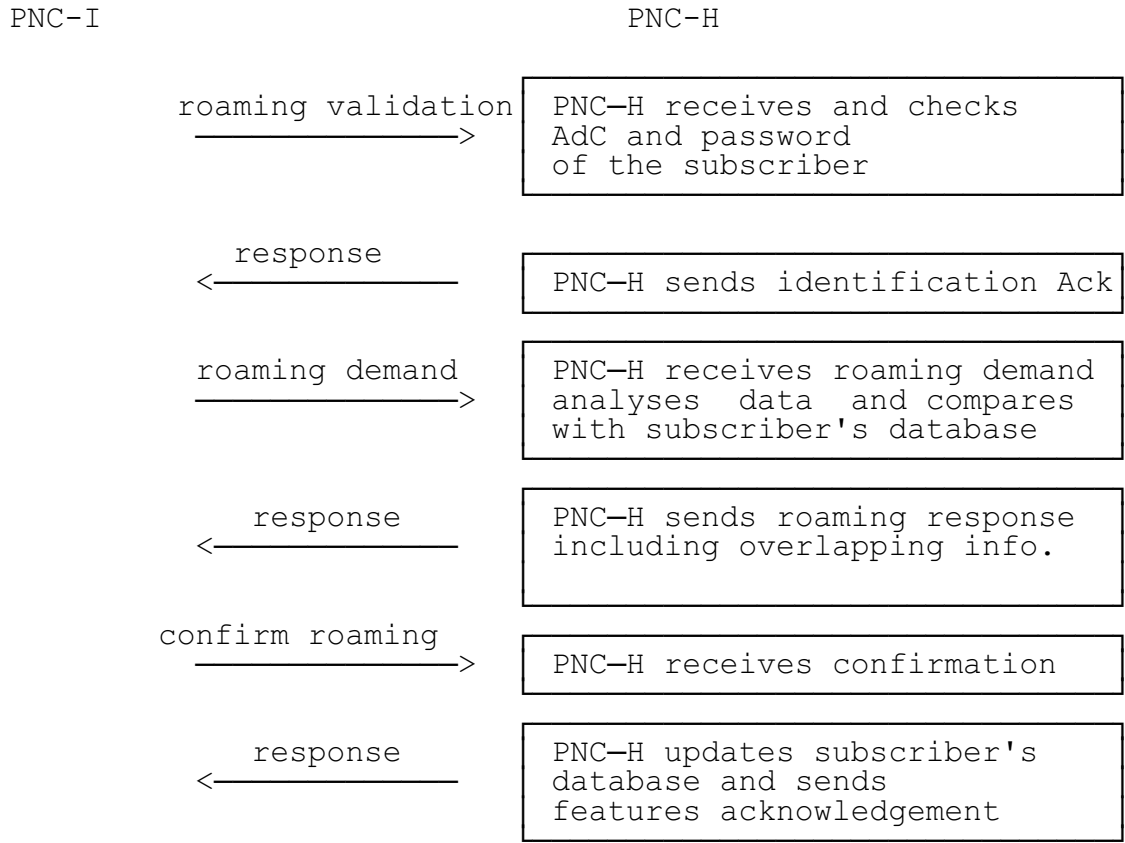 PNC-I PNC-H
roaming validation
PNC-H receives and checks
AdC and password
of the subscriber
response
PNC-H sends identification Ack
roaming demand
PNC-H receives roaming demand
analyses data and compares
with subscriber's database
response
PNC-H sends roaming response
including overlapping info.
confirm roaming
PNC-H receives confirmation
response
PNC-H updates subscriber's
database and sends
features acknowledgement